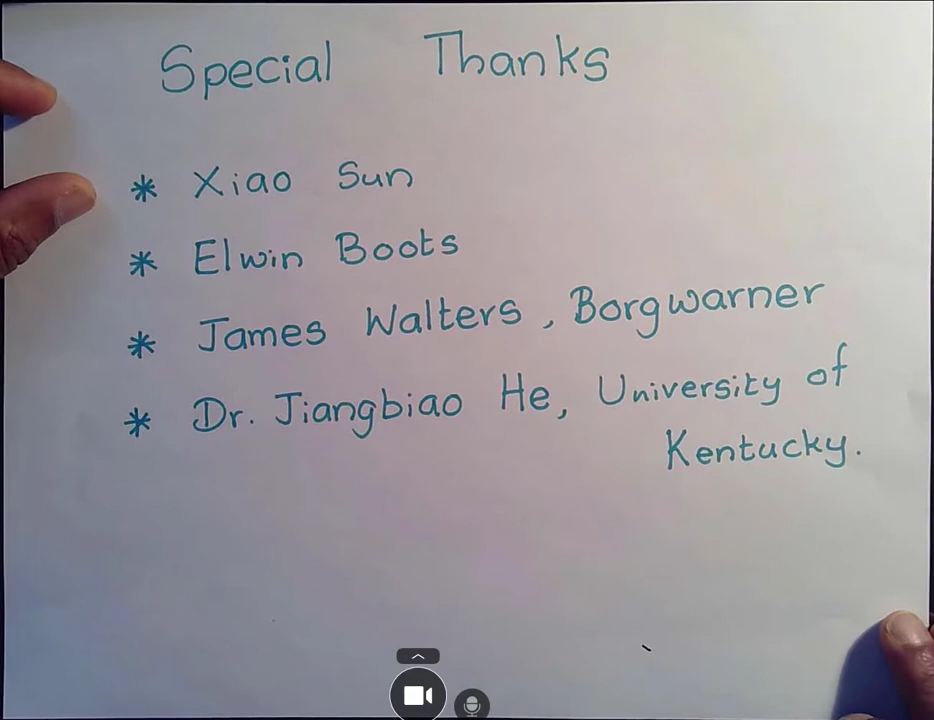 Special Thanks
* Xiao Sun
* Elwin Boots
* James Walters, Borgwarner
* Dr. Jiangbiao He, University of
Kentucky.